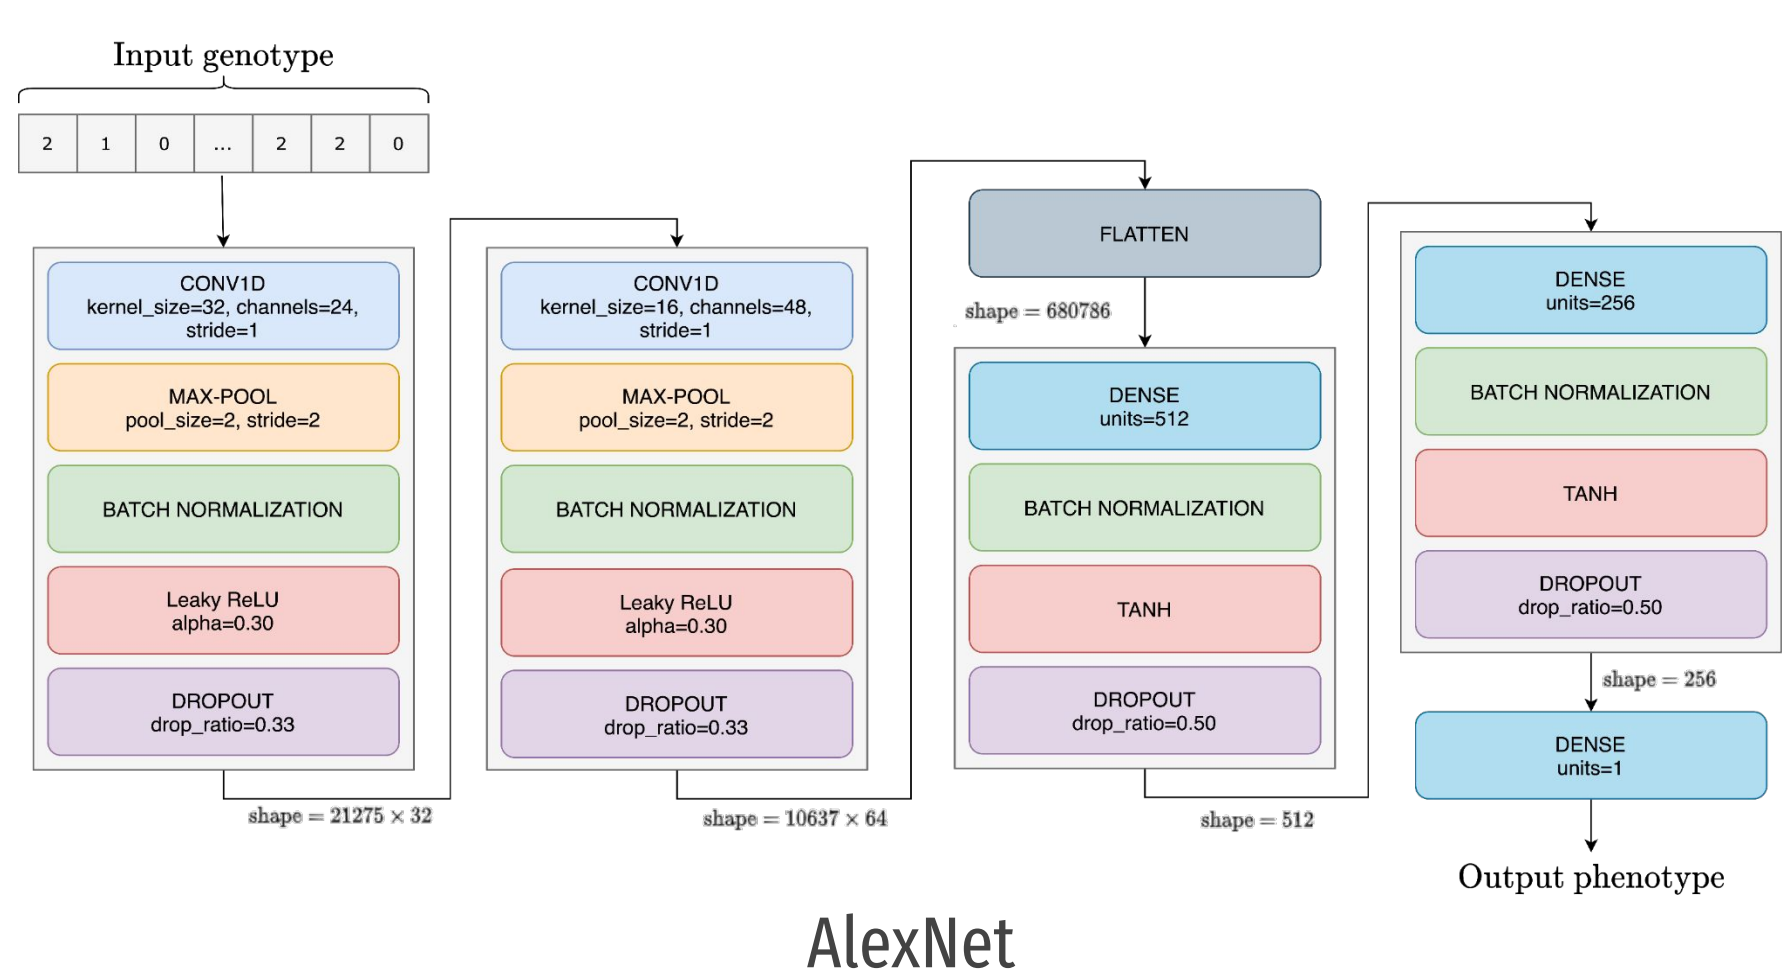 Input genotype
2 1 0 ... 2 2 0
CONV1D
kernel_size=32, channels=24,
stride=1
MAX-POOL
pool_size=2, stride=2
BATCH NORMALIZATION
Leaky ReLU
alpha=0.30
DROPOUT
drop_ratio=0.33
shape = 21275 × 32
CONV1D
kernel_size=16, channels=48,
stride=1
MAX-POOL
pool_size=2, stride=2
BATCH NORMALIZATION
Leaky ReLU
alpha=0.30
DROPOUT
drop_ratio=0.33
shape = 10637 × 64
FLATTEN
shape = 680786
DENSE
units=512
BATCH NORMALIZATION
TANH
DROPOUT
drop_ratio=0.50
shape = 512
DENSE
units=256
BATCH NORMALIZATION
TANH
DROPOUT
drop_ratio=0.50
shape = 256
DENSE
units=1
Output phenotype
AlexNet